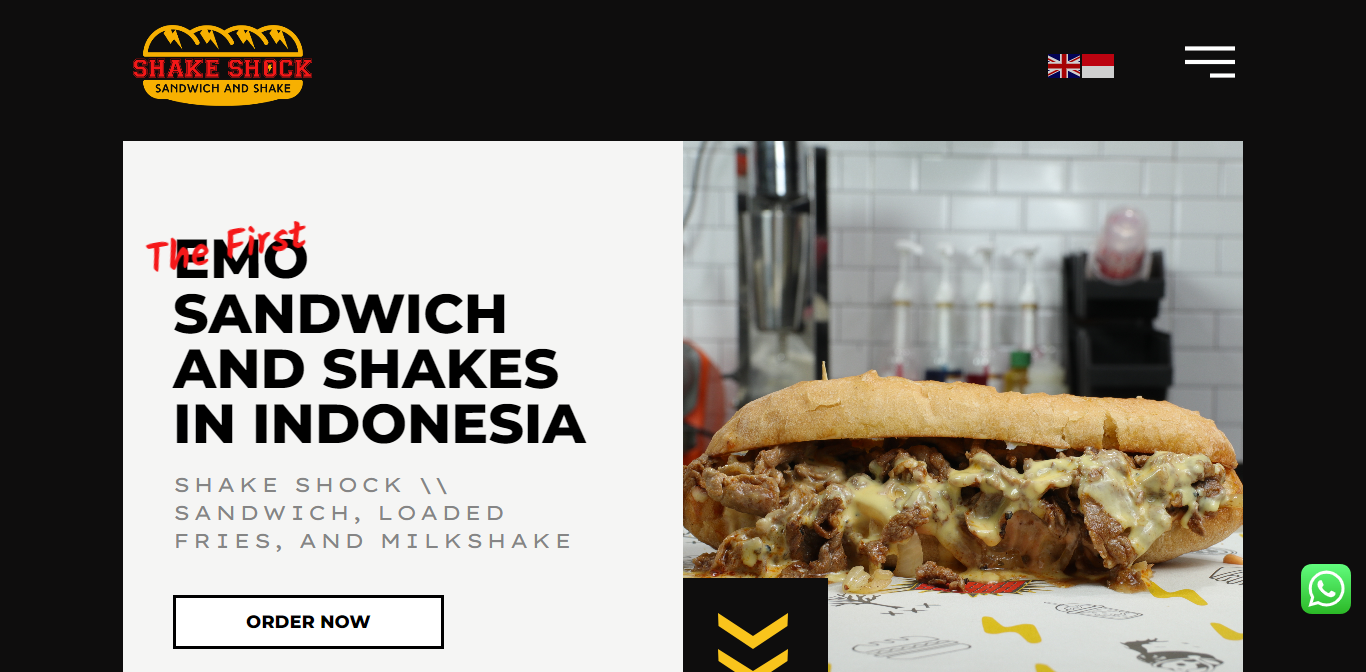 SHAKE SHOCK
SANDWICH AND SHAKE
The First
EMO
SANDWICH
AND SHAKES
IN INDONESIA
SHAKE SHOCK \\
SANDWICH, LOADED
FRIES, AND MILKSHAKE
ORDER NOW